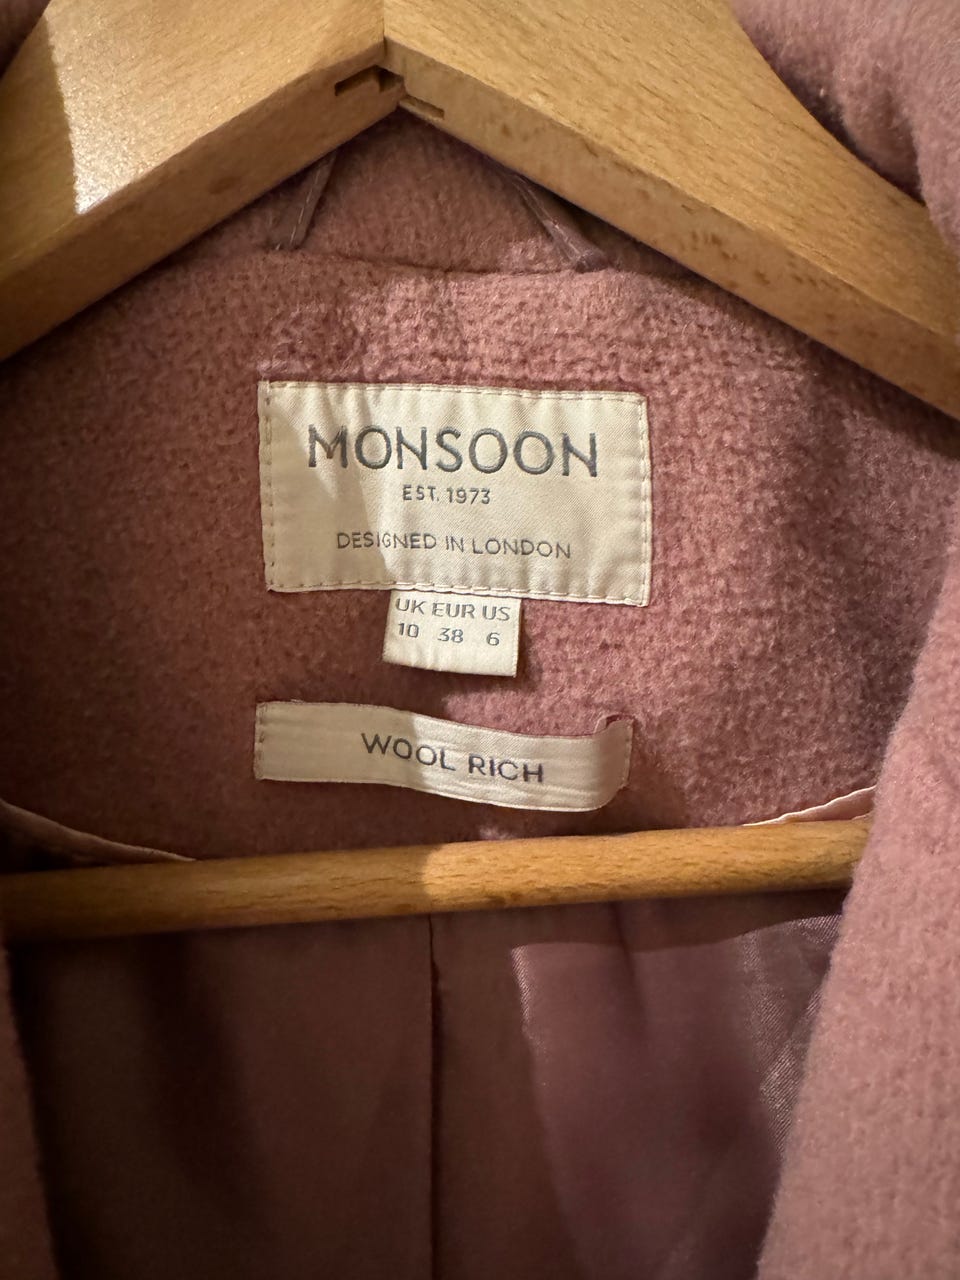 MONSOON
EST. 1973
DESIGNED IN LONDON
UK EUR US
10 38 6
WOOL RICH